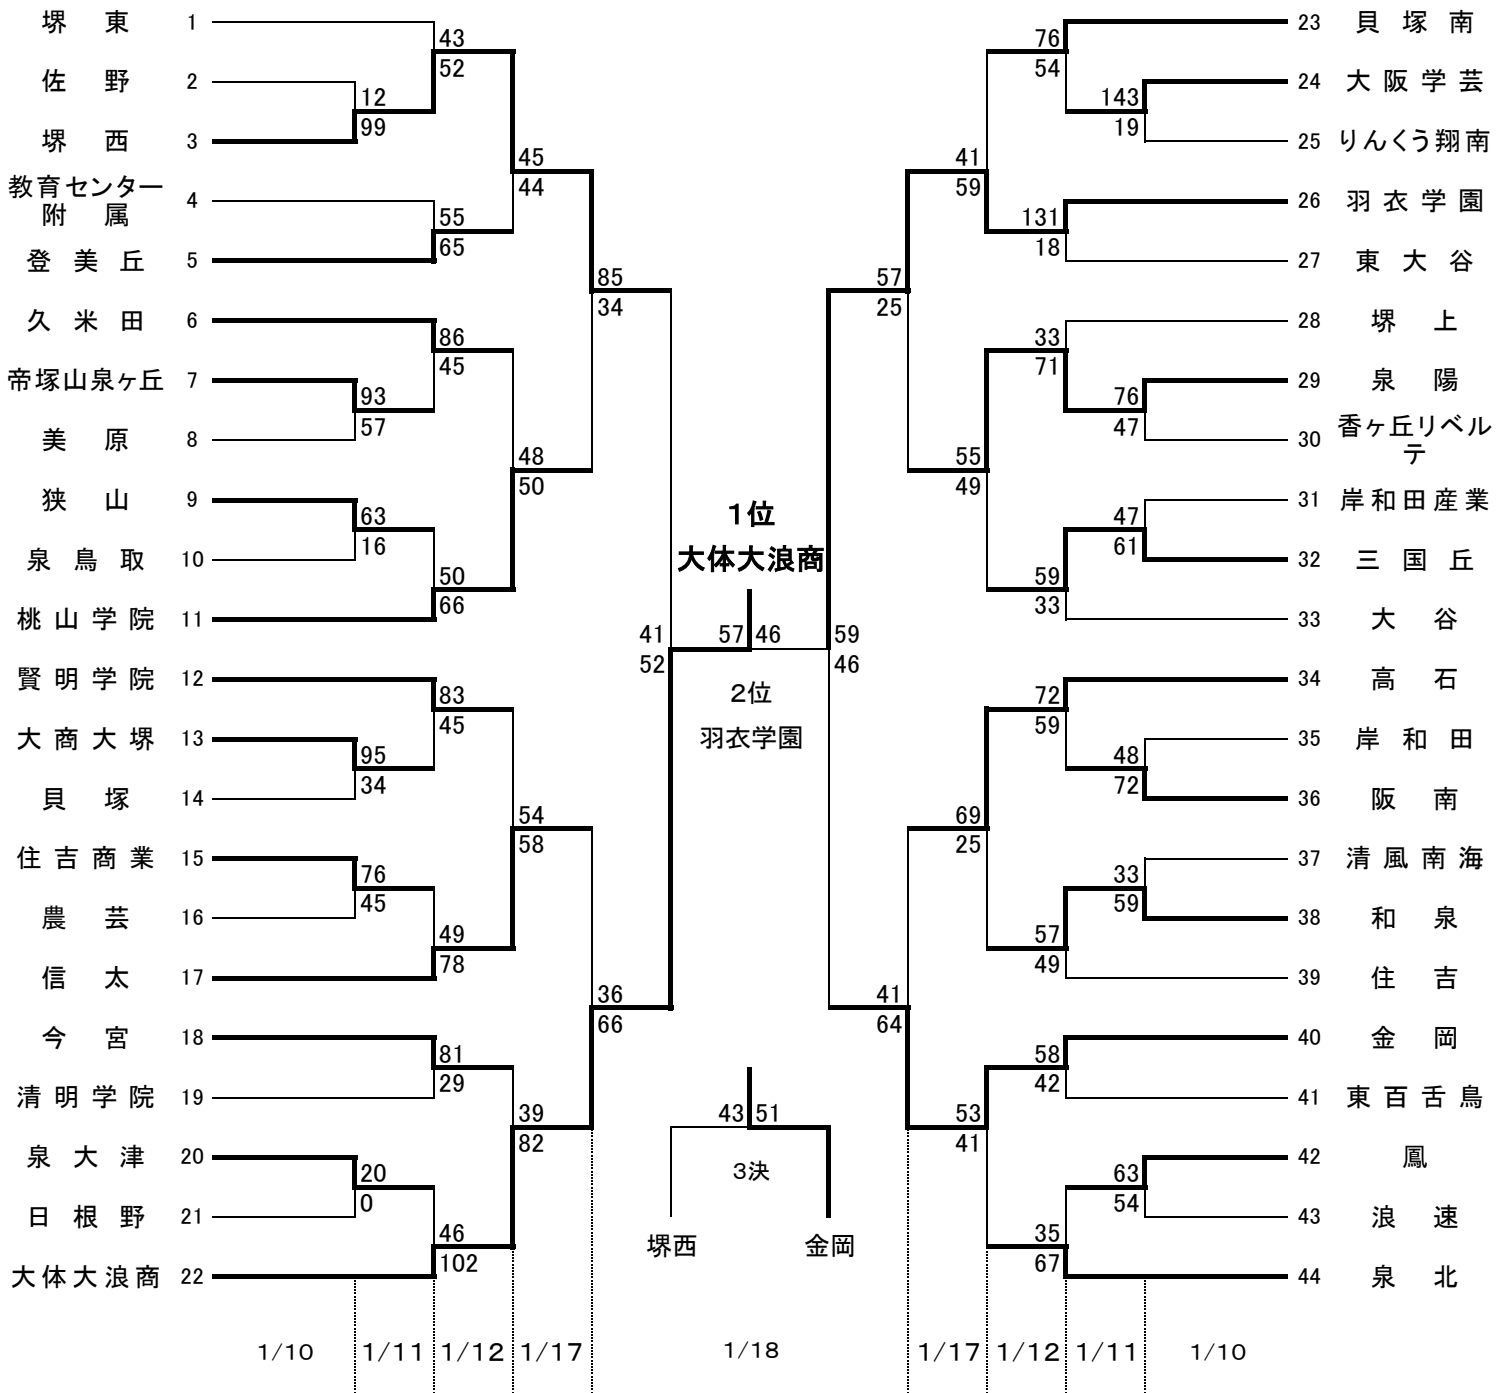 堺東 1
43
52
佐野 2
12
99
堺西 3
45
44
教育センター
附属 4
55
65
登美丘 5
85
34
久米田 6
86
45
帝塚山泉ヶ丘 7
93
57
美原 8
48
50
狭山 9
63
16
泉鳥取 10
50
66
桃山学院 11
41
52
賢明学院 12
83
45
大商大堺 13
95
34
貝塚 14
54
58
住吉商業 15
76
45
農芸 16
49
78
信太 17
36
66
今宮 18
81
29
清明学院 19
39
82
泉大津 20
20
0
日根野 21
46
102
大体大浪商 22
1位
大体大浪商
57 46
2位
羽衣学園
43 51
3決
堺西 金岡
23 貝塚南
76
54
24 大阪学芸
143
19
25 りんくう翔南
41
59
26 羽衣学園
131
18
27 東大谷
57
25
28 堺上
33
71
29 泉陽
76
47
30 香ヶ丘リベル
テ
55
49
31 岸和田産業
47
61
32 三国丘
59
33
33 大谷
59
46
34 高石
72
59
35 岸和田
48
72
36 阪南
69
25
37 清風南海
33
59
38 和泉
57
49
39 住吉
41
64
40 金岡
58
42
41 東百舌鳥
53
41
42 鳳
63
54
43 浪速
35
67
44 泉北
1/10 1/11 1/12 1/17 1/18 1/17 1/12 1/11 1/10